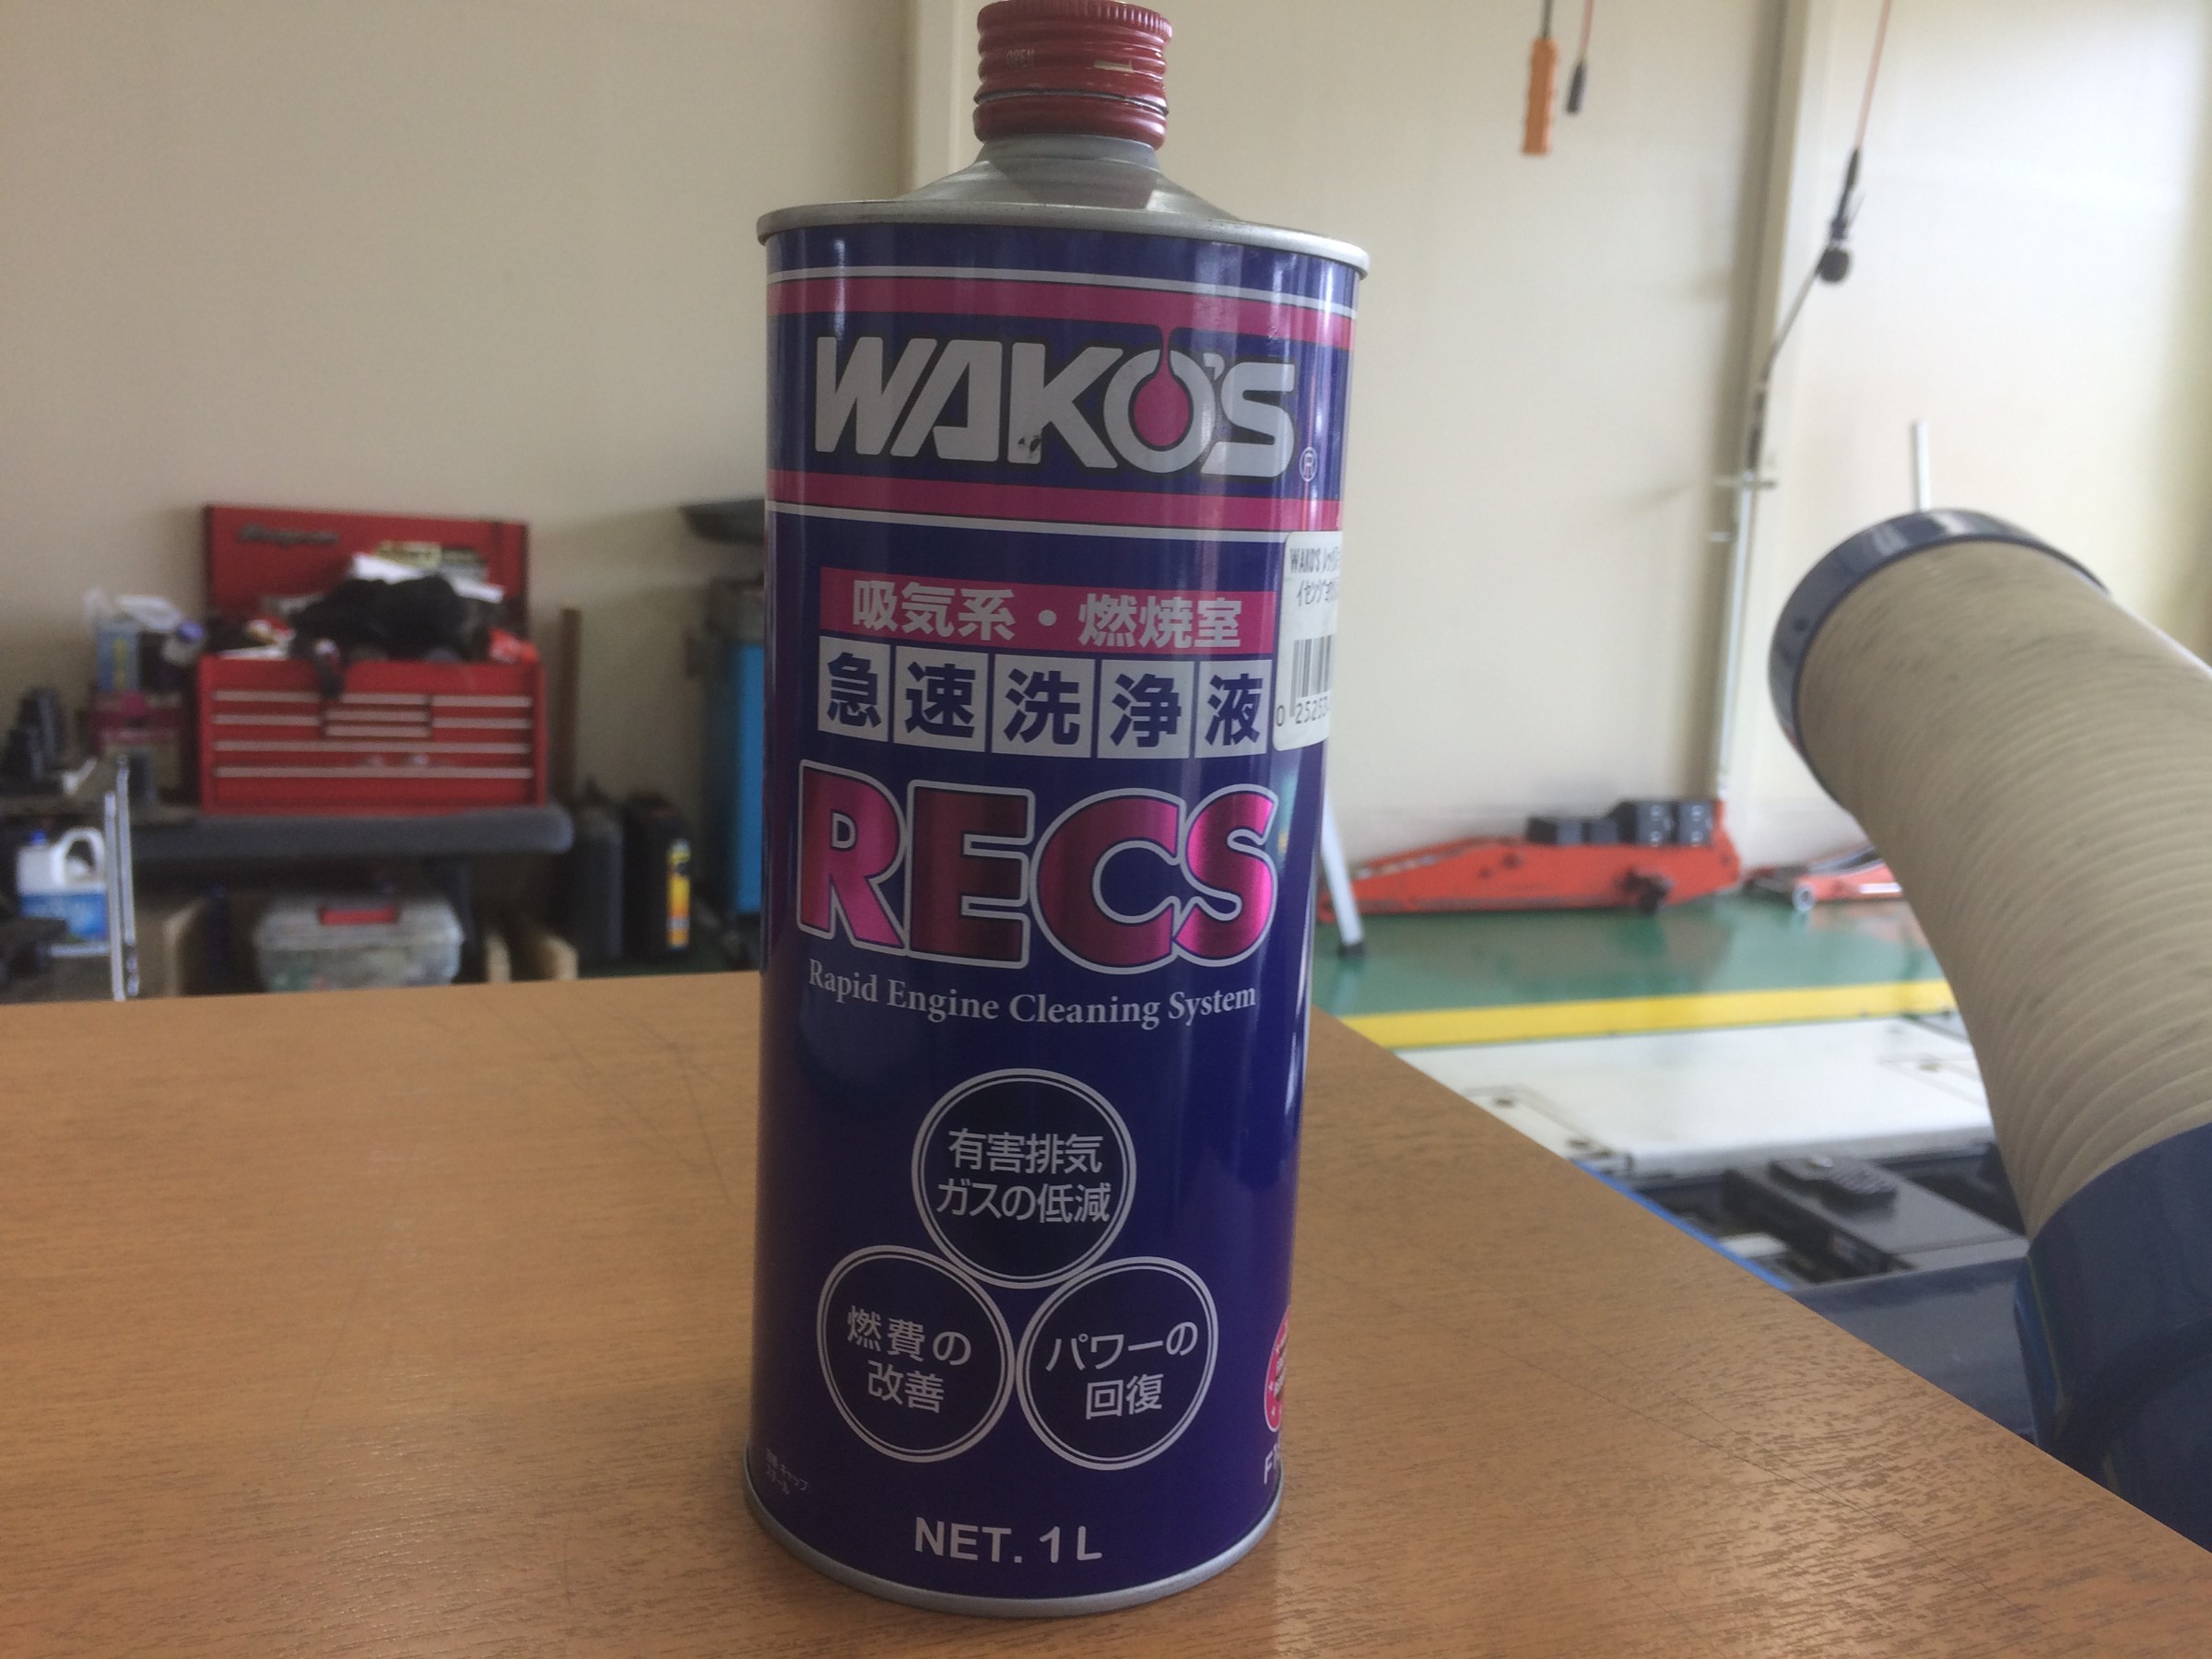 WAKO'S
®
吸気系・燃焼室
急速洗浄液
RECS
Rapid Engine Cleaning System
有害排気
ガスの低減
燃費の
改善
パワーの
回復
NET. 1L
WAKO'S